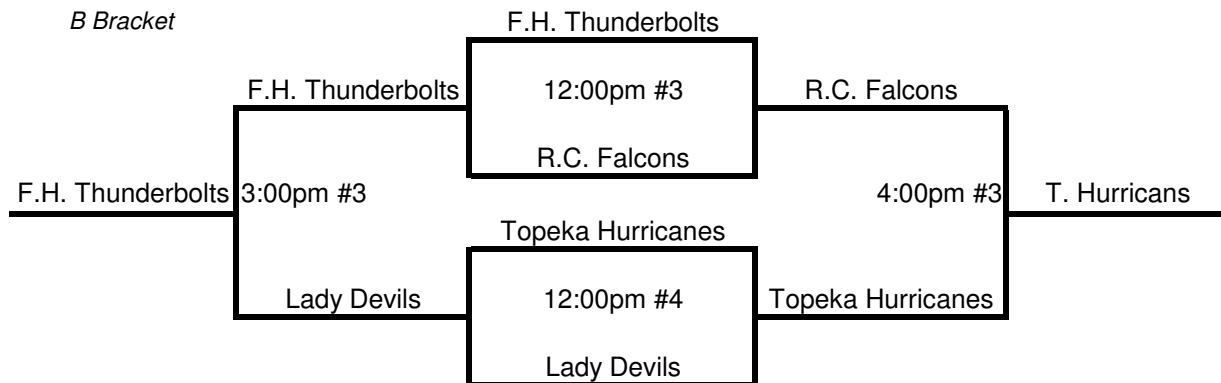 B Bracket
F.H. Thunderbolts
F.H. Thunderbolts
12:00pm #3
R.C. Falcons
R.C. Falcons
F.H. Thunderbolts
3:00pm #3
4:00pm #3
T. Hurricans
Topeka Hurricanes
Lady Devils
12:00pm #4
Topeka Hurricanes
Lady Devils